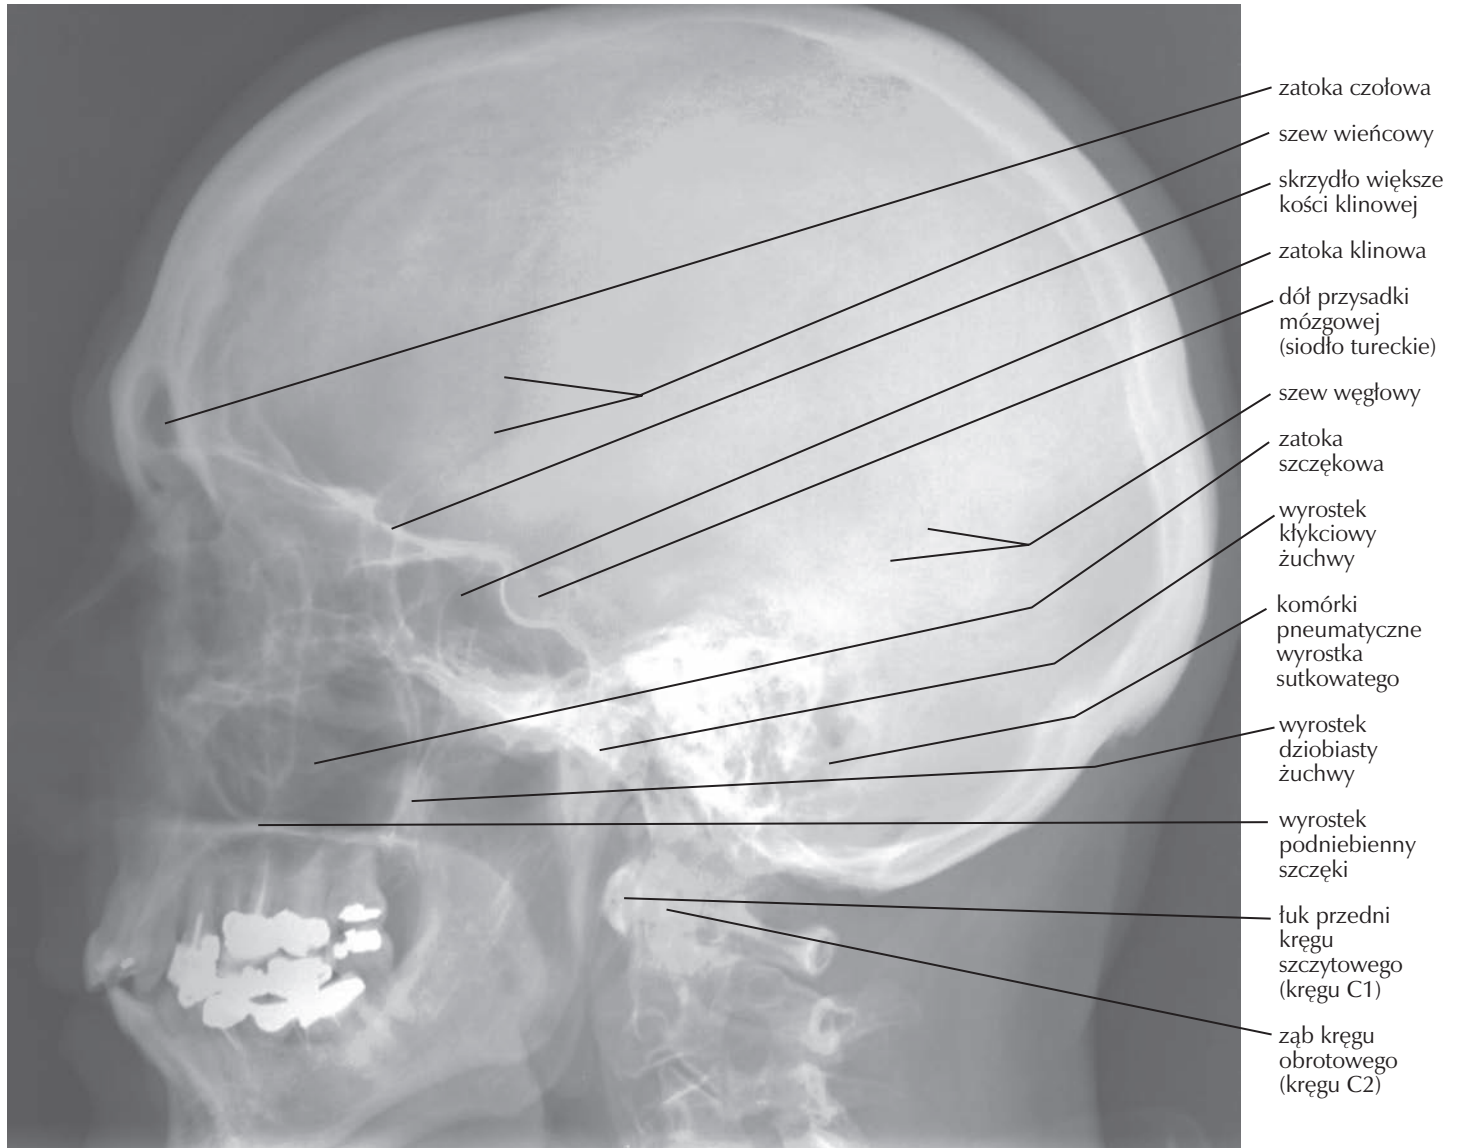 zatoka czołowa
szew wieńcowy
skrzydło większe
kości klinowej
zatoka klinowa
dół przysadki
mózgowej
(siodło tureckie)
szew węgłowy
zatoka
szczękowa
wyrostek
kłykciowy
żuchwy
komórki
pneumatyczne
wyrostka
sutkowatego
wyrostek
dziobiasty
żuchwy
wyrostek
podniebienny
szczęki
łuk przedni
kręgu
szczytowego
(kręgu C1)
ząb kręgu
obrotowego
(kręgu C2)